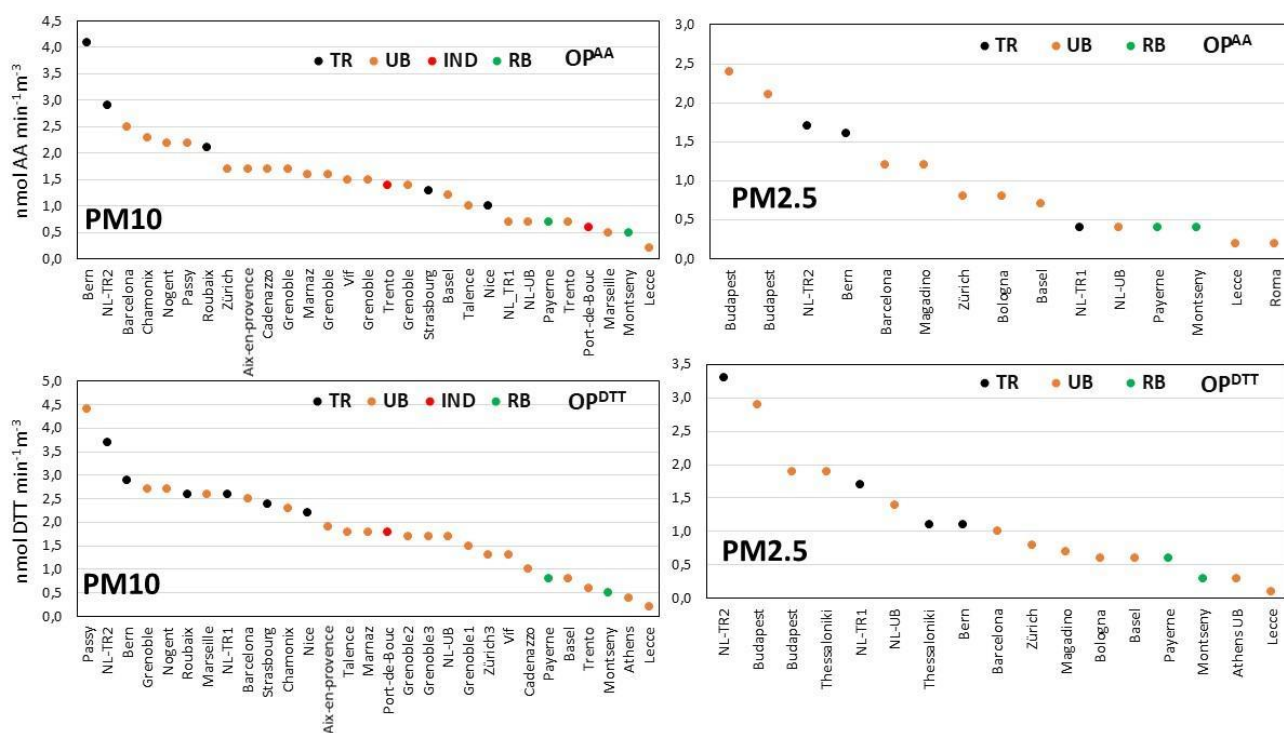 nmol AA min⁻¹m⁻³
4,5
4,0
3,5
3,0
2,5
2,0
1,5
1,0
0,5
0,0
TR UB IND RB OPᴬᴬ
PM10
Bern
NL-TR2
Barcelona
Chamonix
Nogent
Passy
Roubaix
Zürich
Aix-en-provence
Cadenazzo
Grenoble
Marnaz
Grenoble
Vif
Grenoble
Trento
Grenoble
Strasbourg
Basel
Talence
Nice
NL_TR1
NL-UB
Payerne
Trento
Port-de-Bouc
Marseille
Montseny
Lecce
3,0
2,5
2,0
1,5
1,0
0,5
0,0
TR UB RB OPᴬᴬ
PM2.5
Budapest
Budapest
NL-TR2
Bern
Barcelona
Magadino
Zürich
Bologna
Basel
NL-TR1
NL-UB
Payerne
Montseny
Lecce
Roma
nmol DTT min⁻¹m⁻³
5,0
4,5
4,0
3,5
3,0
2,5
2,0
1,5
1,0
0,5
0,0
TR UB IND RB OPᴰᵀᵀ
PM10
Passy
NL-TR2
Bern
Grenoble
Nogent
Roubaix
Marseille
NL-TR1
Barcelona
Strasbourg
Chamonix
Nice
Aix-en-provence
Talence
Marnaz
Port-de-Bouc
Grenoble2
Grenoble3
NL-UB
Grenoble1
Zürich3
Vif
Cadenazzo
Payerne
Basel
Trento
Montseny
Athens
Lecce
3,5
3,0
2,5
2,0
1,5
1,0
0,5
0,0
TR UB RB OPᴰᵀᵀ
PM2.5
NL-TR2
Budapest
Budapest
Thessaloniki
NL-TR1
NL-UB
Thessaloniki
Bern
Barcelona
Zürich
Magadino
Bologna
Basel
Payerne
Montseny
Athens UB
Lecce